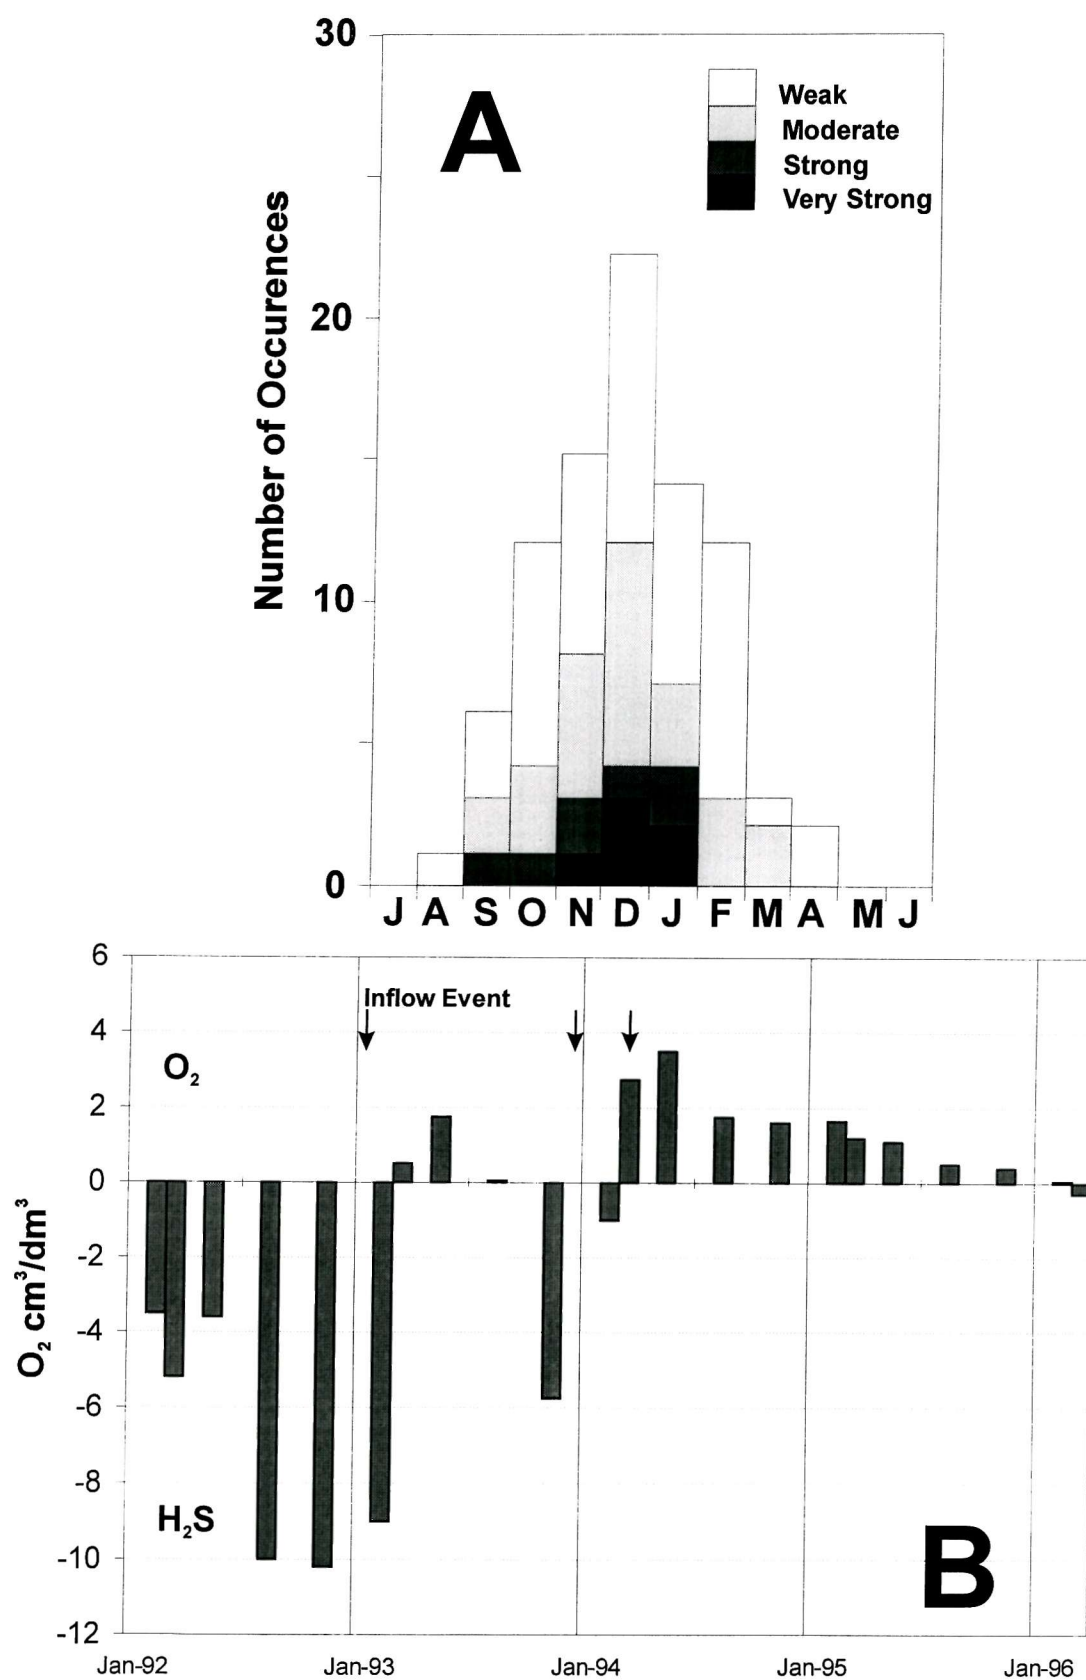 30
A
Weak
Moderate
Strong
Very Strong
Number of Occurences
20
10
0
J A S O N D J F M A M J
6
Inflow Event
4
O₂
2
0
-2
O₂ cm³/dm³
-4
-6
-8
H₂S
-10
B
-12
Jan-92 Jan-93 Jan-94 Jan-95 Jan-96